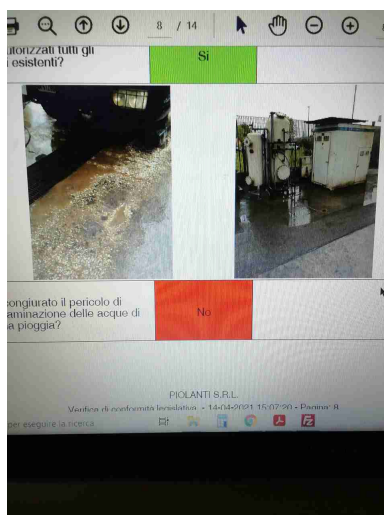 8 / 14
utorizzati tutti gli
i esistenti?
Si
congiurato il pericolo di
aminazione delle acque di
a pioggia?
No
PIOLANTI S.R.L.
Verifica di conformità legislativa - 14-04-2021 15:07:20 - Pagina: 8
per eseguire la ricerca